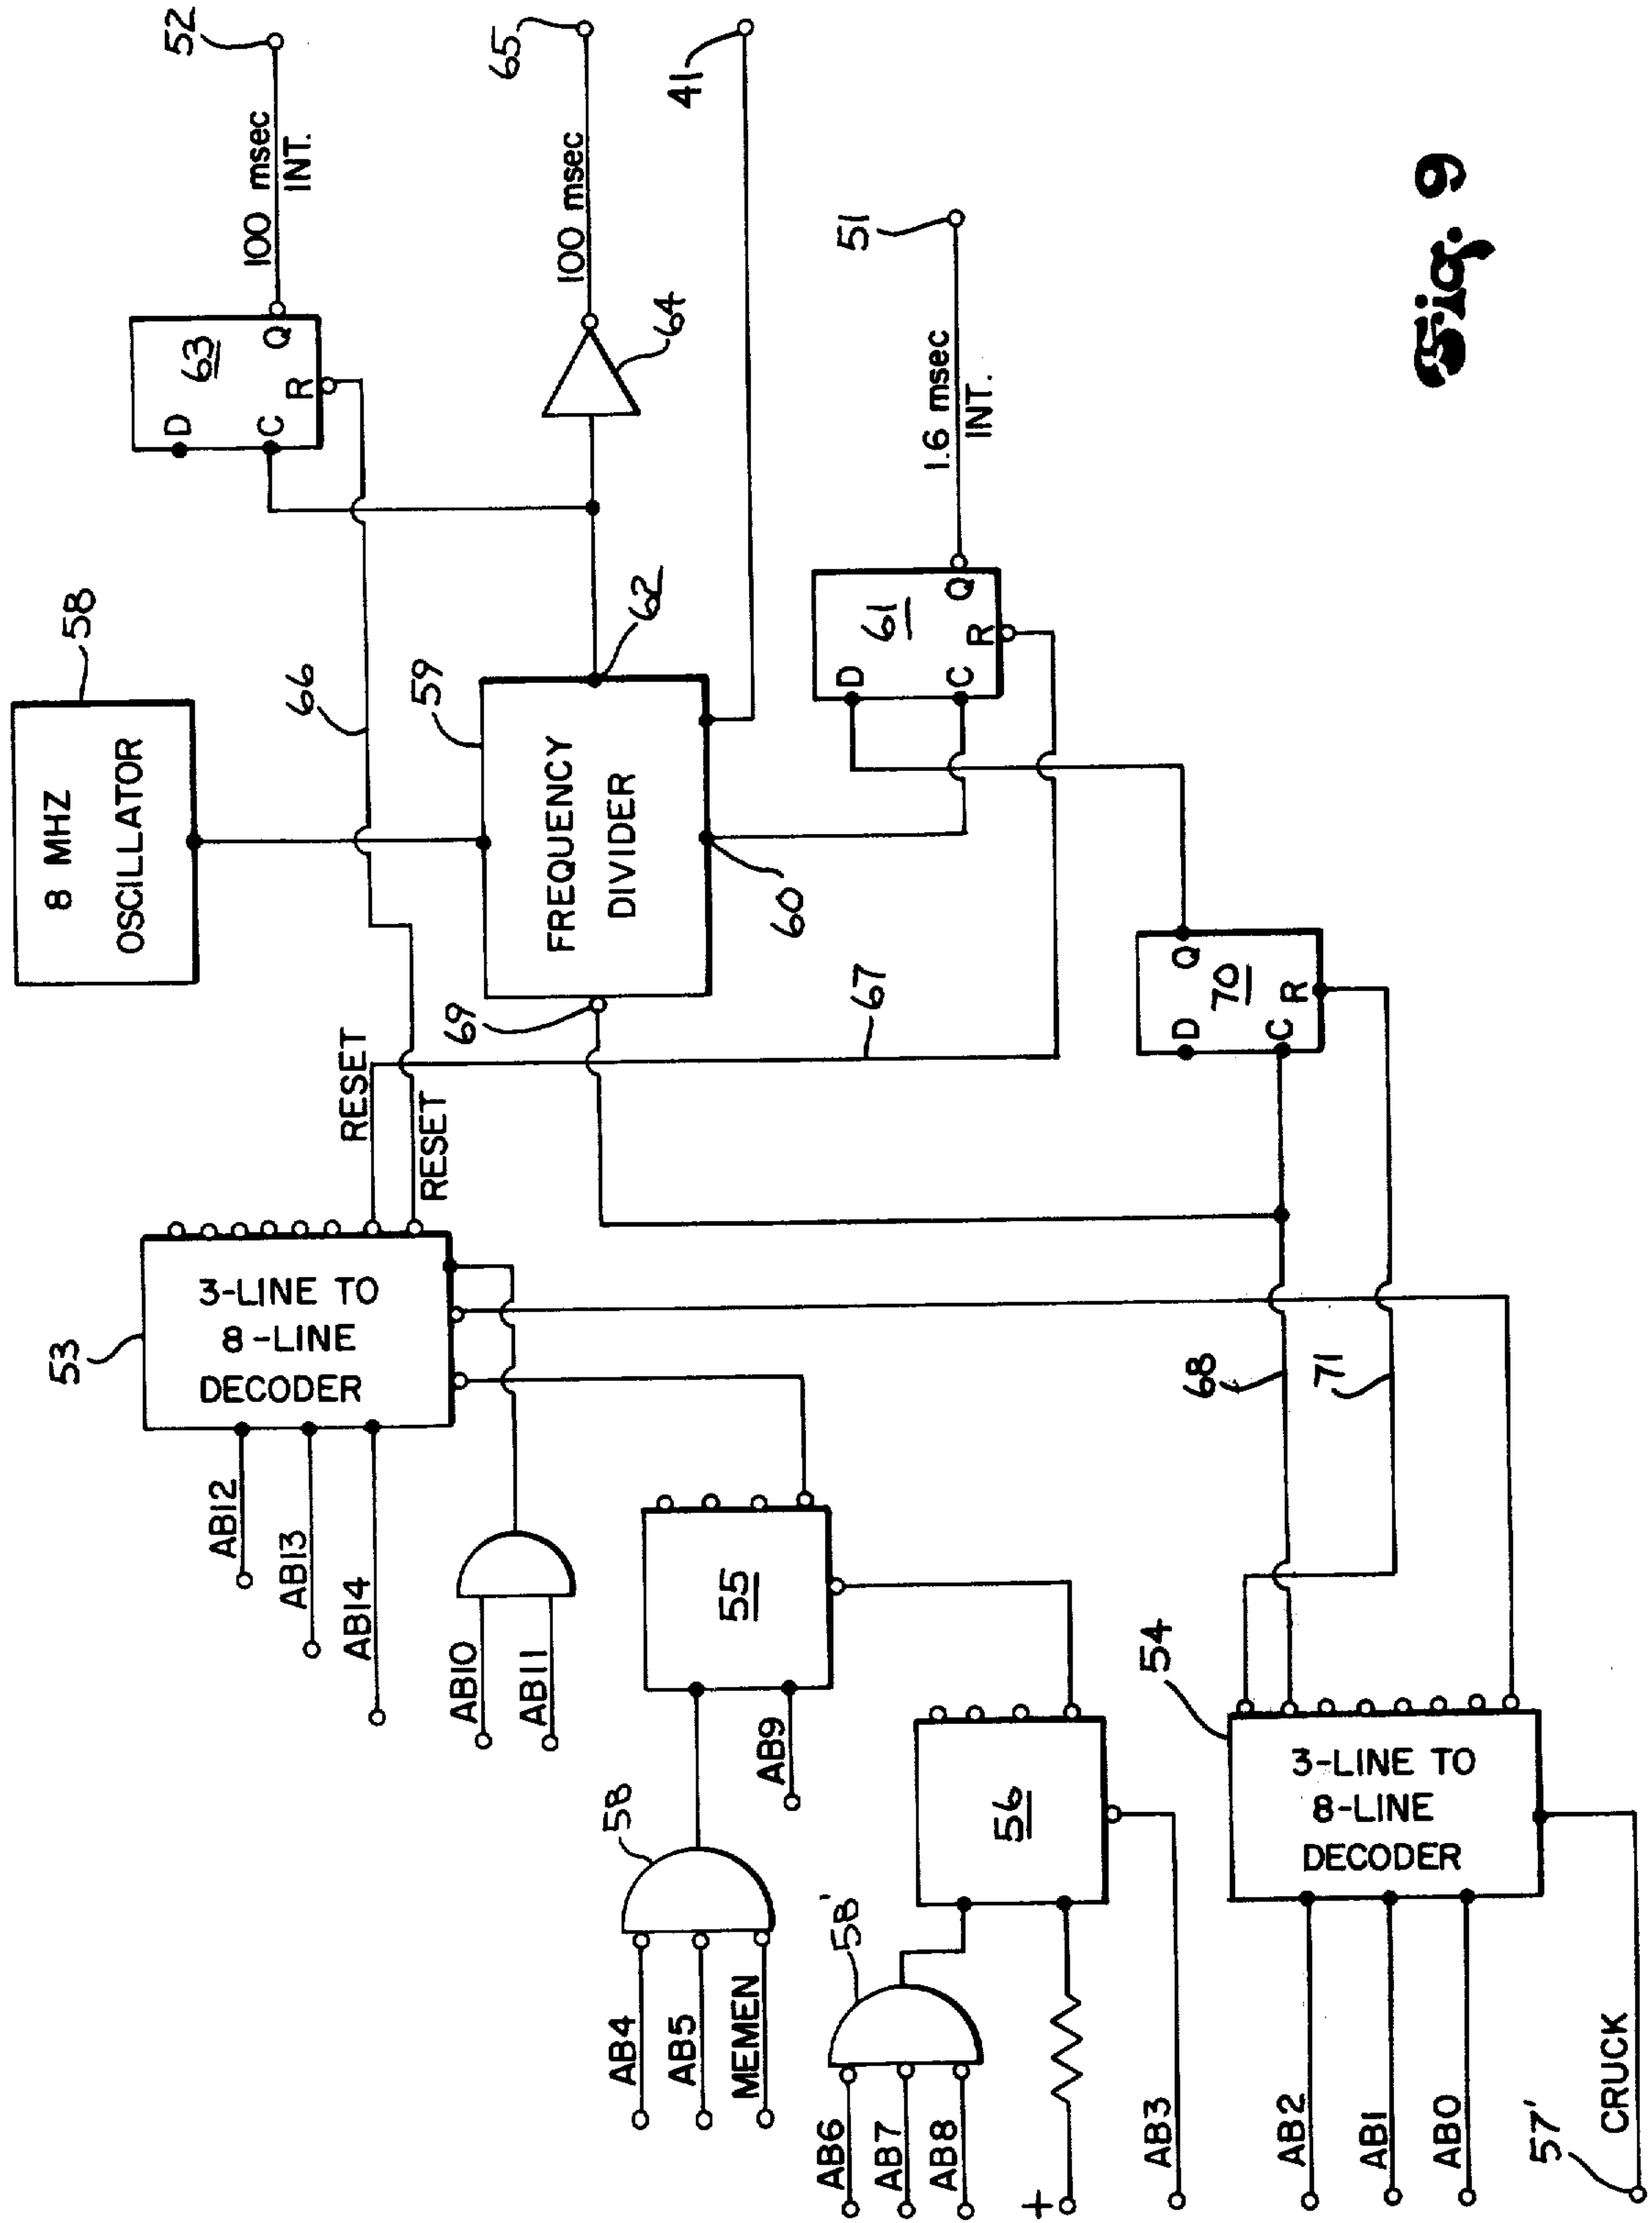 52
100 msec
INT.
63
D
C
Q
R
65
100 msec
64
41
51
1.6 msec
INT.
61
D
C
Q
R
8 MHZ
OSCILLATOR
58
66
59
FREQUENCY
DIVIDER
62
60
69
67
70
D
C
Q
R
RESET
RESET
53
3-LINE TO
8-LINE
DECODER
AB12
AB13
AB14
AB10
AB11
55
AB9
58
AB4
AB5
MEMEN
56
58'
AB6
AB7
AB8
+
AB3
68
71
54
3-LINE TO
8-LINE
DECODER
AB2
AB1
AB0
57'
CRUCK
Fig. 9